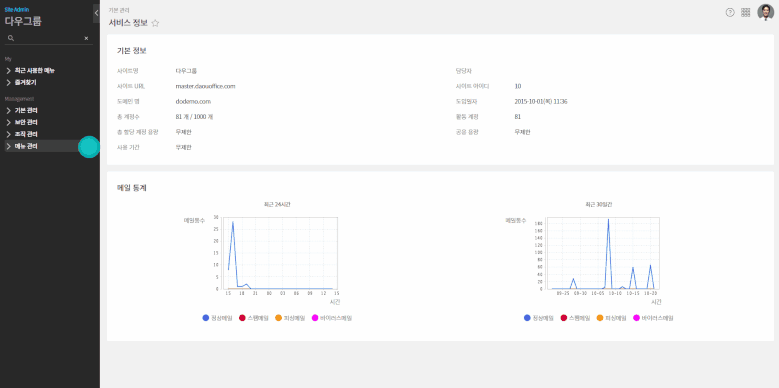 Site Admin
다우그룹
My
최근 사용한 메뉴
즐겨찾기
Management
기본 관리
보안 관리
조직 관리
메뉴 관리
기본 관리
서비스 정보
기본 정보
사이트명 다우그룹 담당자
사이트 URL master.daouoffice.com 사이트 아이디 10
도메인 명 dodemo.com 도입일자 2015-10-01(목) 11:36
총 계정수 81 개 / 1000 개 활동 계정 81
총 할당 계정 용량 무제한 공용 용량 무제한
사용 기간 무제한
메일 통계
최근 24시간
메일통수
30
25
20
15
10
5
0
15 18 21 00 03 06 09 12 15
시간
정상메일 스팸메일 피싱메일 바이러스메일
최근 30일간
메일통수
180
160
140
120
100
80
60
40
20
0
09-25 09-30 10-05 10-10 10-15 10-20
시간
정상메일 스팸메일 피싱메일 바이러스메일